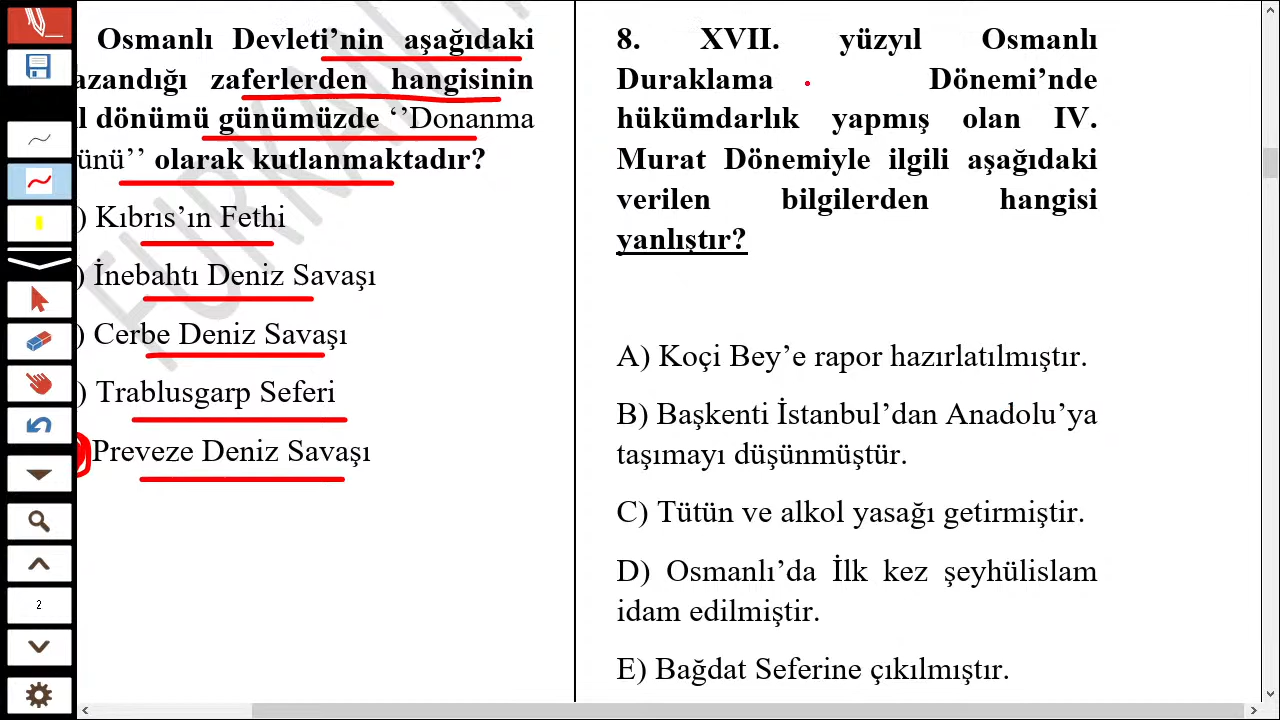 Osmanlı Devleti’nin aşağıdaki
azandığı zaferlerden hangisinin
l dönümü günümüzde ‘’Donanma
ünü’’ olarak kutlanmaktadır?
) Kıbrıs’ın Fethi
) İnebahtı Deniz Savaşı
) Cerbe Deniz Savaşı
) Trablusgarp Seferi
Preveze Deniz Savaşı
8. XVII. yüzyıl Osmanlı
Duraklama Dönemi’nde
hükümdarlık yapmış olan IV.
Murat Dönemiyle ilgili aşağıdaki
verilen bilgilerden hangisi
yanlıştır?
A) Koçi Bey’e rapor hazırlatılmıştır.
B) Başkenti İstanbul’dan Anadolu’ya
taşımayı düşünmüştür.
C) Tütün ve alkol yasağı getirmiştir.
D) Osmanlı’da İlk kez şeyhülislam
idam edilmiştir.
E) Bağdat Seferine çıkılmıştır.
2
FURKAN